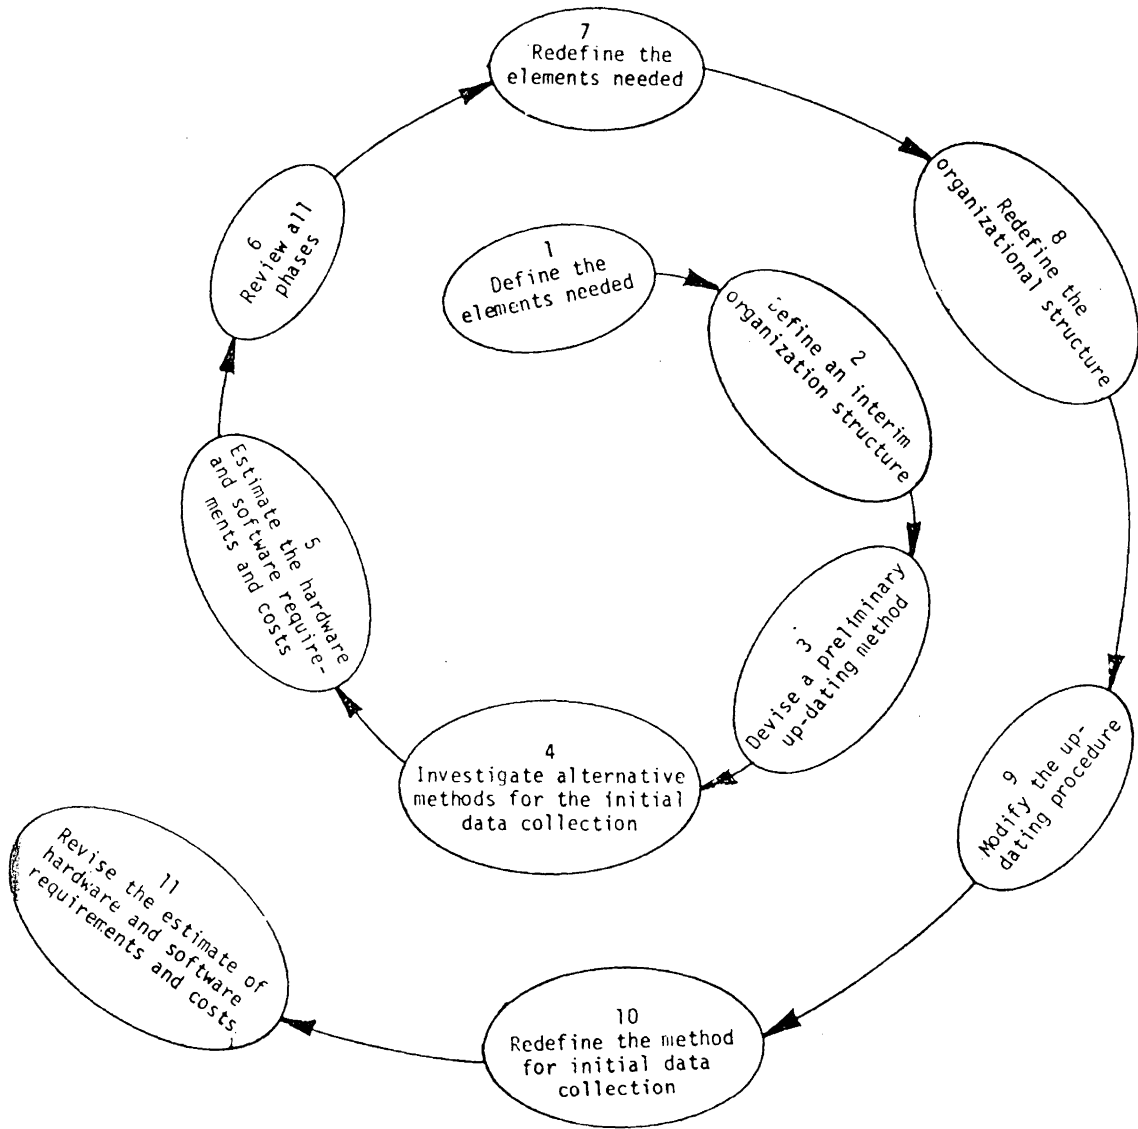 1
Define the
elements needed
2
Define an interim
organization structure
3
Devise a preliminary
up-dating method
4
Investigate alternative
methods for the initial
data collection
5
Estimate the hardware
and software require-
ments and costs
6
Review all
phases
7
Redefine the
elements needed
8
Redefine the
organizational structure
9
Modify the up-
dating procedure
10
Redefine the method
for initial data
collection
11
Revise the estimate of
hardware and software
requirements and costs